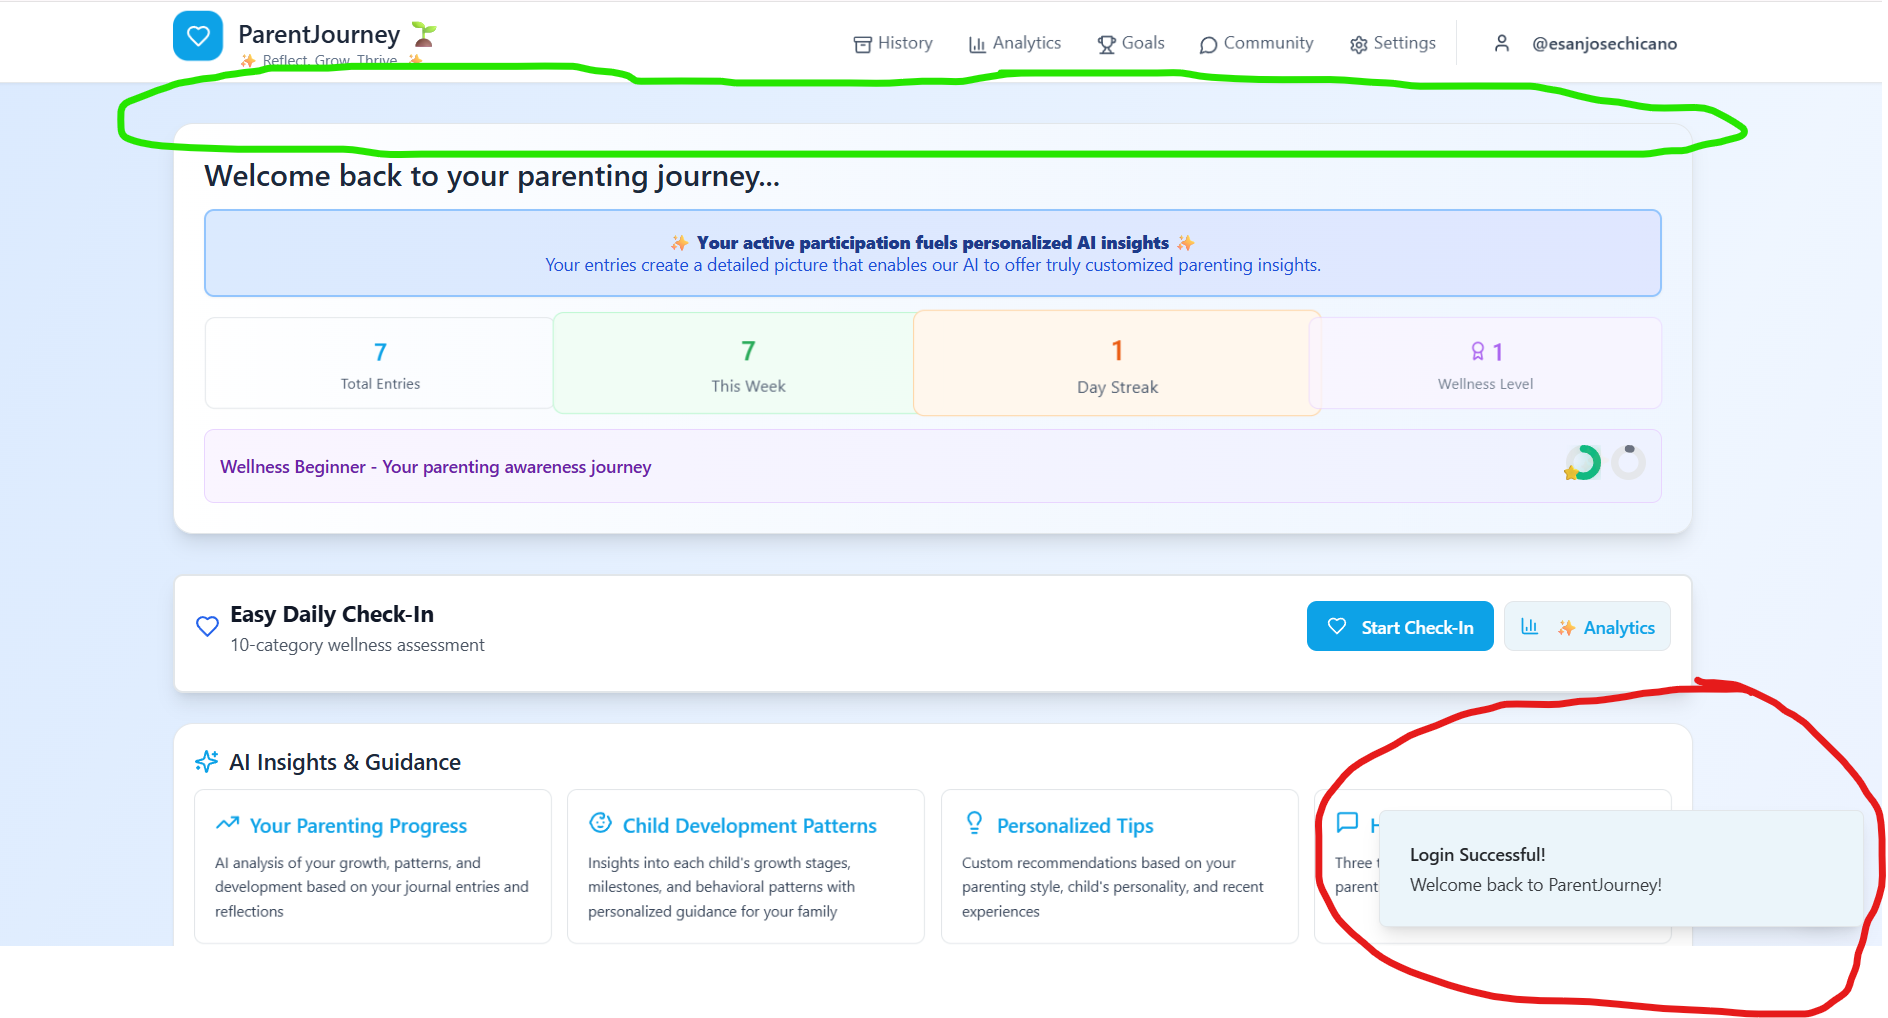 ParentJourney 🌱
✨ Reflect. Grow. Thrive. ✨
History
Analytics
Goals
Community
Settings
@esanjosechicano
Welcome back to your parenting journey...
✨ Your active participation fuels personalized AI insights ✨
Your entries create a detailed picture that enables our AI to offer truly customized parenting insights.
7
Total Entries
7
This Week
1
Day Streak
1
Wellness Level
Wellness Beginner - Your parenting awareness journey
Easy Daily Check-In
10-category wellness assessment
Start Check-In
✨ Analytics
AI Insights & Guidance
Your Parenting Progress
AI analysis of your growth, patterns, and
development based on your journal entries and
reflections
Child Development Patterns
Insights into each child's growth stages,
milestones, and behavioral patterns with
personalized guidance for your family
Personalized Tips
Custom recommendations based on your
parenting style, child's personality, and recent
experiences
Three
parent
Login Successful!
Welcome back to ParentJourney!